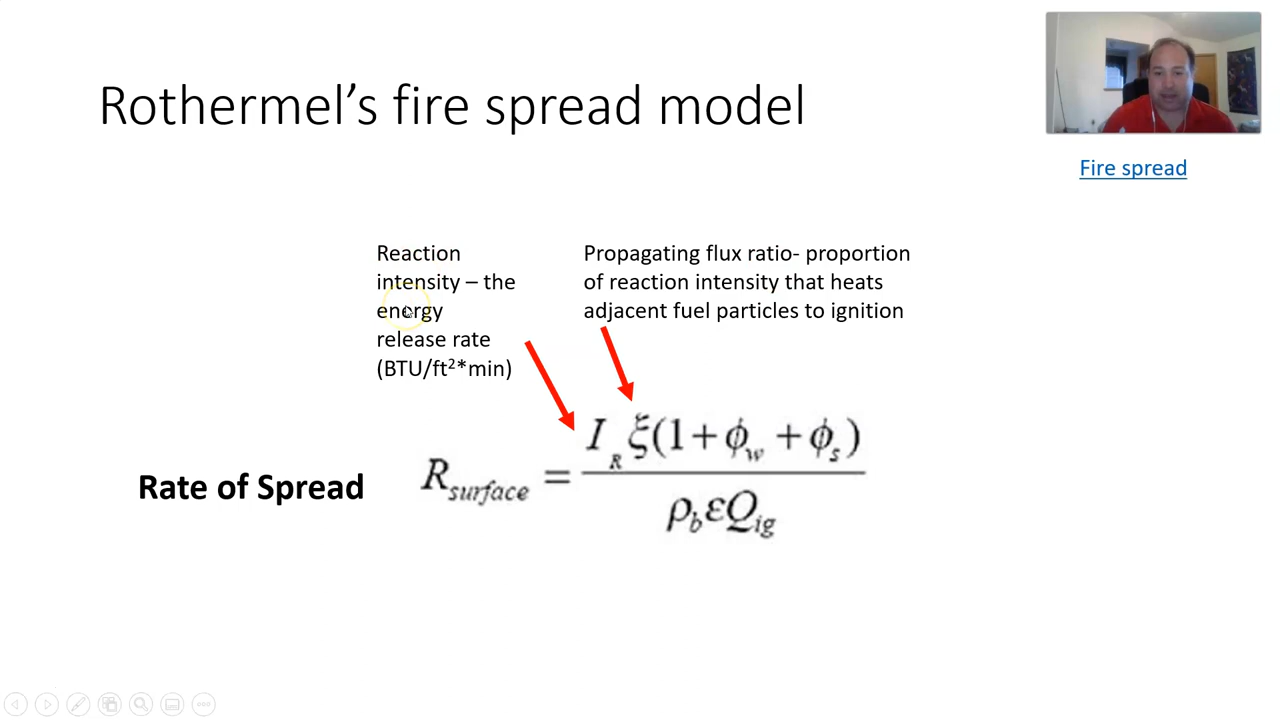 Rothermel's fire spread model
Fire spread
Reaction
intensity – the
energy
release rate
(BTU/ft²*min)
Propagating flux ratio- proportion
of reaction intensity that heats
adjacent fuel particles to ignition
Rate of Spread
R_surface = I_R ξ(1+ϕ_w +ϕ_s) / ρ_b εQ_ig